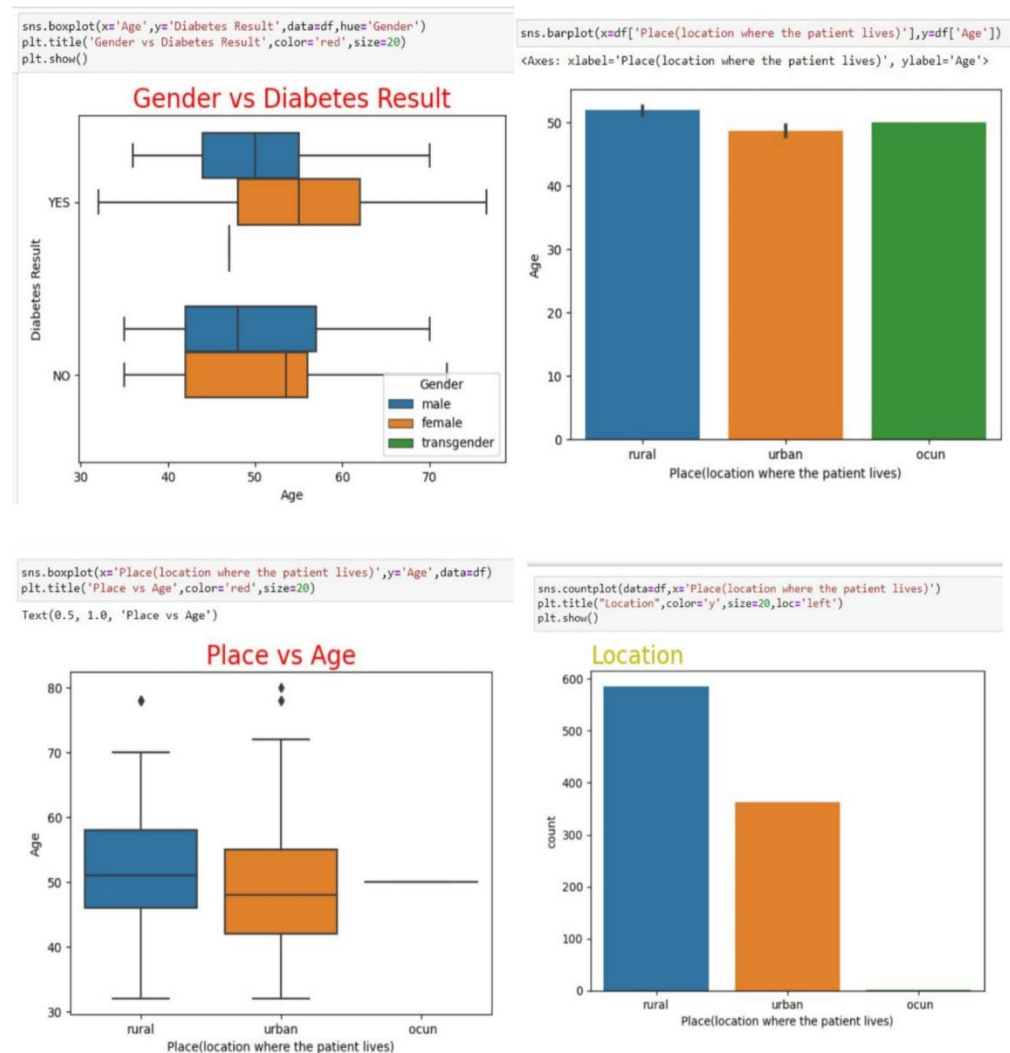 sns.boxplot(x='Age',y='Diabetes Result',data=df,hue='Gender')
plt.title('Gender vs Diabetes Result',color='red',size=20)
plt.show()
Gender vs Diabetes Result
YES
NO
Diabetes Result
Gender
male
female
transgender
30 40 50 60 70
Age
sns.barplot(x=df['Place(location where the patient lives)'],y=df['Age'])
<Axes: xlabel='Place(location where the patient lives)', ylabel='Age'>
50
40
30
20
10
0
Age
rural urban ocun
Place(location where the patient lives)
sns.boxplot(x='Place(location where the patient lives)',y='Age',data=df)
plt.title('Place vs Age',color='red',size=20)
Text(0.5, 1.0, 'Place vs Age')
Place vs Age
80
70
60
50
40
30
Age
rural urban ocun
Place(location where the patient lives)
sns.countplot(data=df,x='Place(location where the patient lives)')
plt.title("Location",color='y',size=20,loc='left')
plt.show()
Location
600
500
400
300
200
100
0
count
rural urban ocun
Place(location where the patient lives)